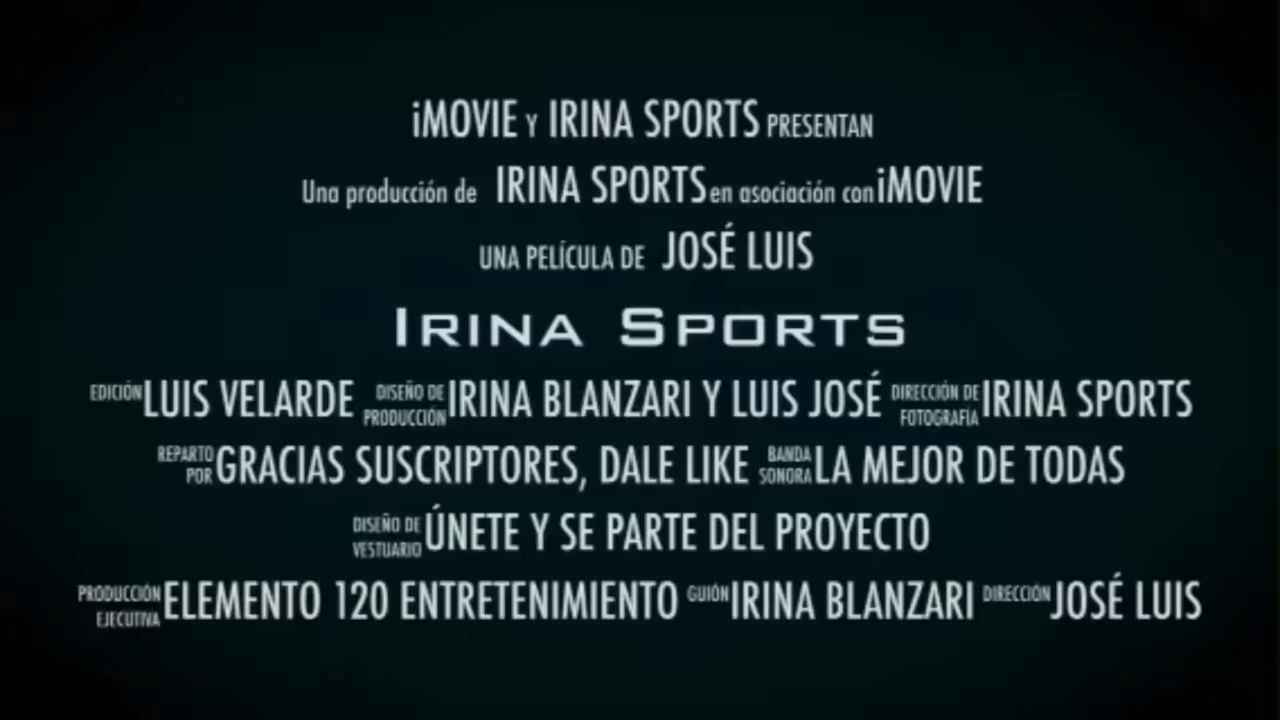 iMOVIE Y IRINA SPORTS PRESENTAN
Una producción de IRINA SPORTS en asociación con iMOVIE
UNA PELÍCULA DE JOSÉ LUIS
IRINA SPORTS
EDICIÓN LUIS VELARDE DISEÑO DE PRODUCCIÓN IRINA BLANZARI Y LUIS JOSÉ DIRECCIÓN DE FOTOGRAFÍA IRINA SPORTS
REPARTO POR GRACIAS SUSCRIPTORES, DALE LIKE BANDA SONORA LA MEJOR DE TODAS
DISEÑO DE VESTUARIO ÚNETE Y SE PARTE DEL PROYECTO
PRODUCCIÓN EJECUTIVA ELEMENTO 120 ENTRETENIMIENTO GUIÓN IRINA BLANZARI DIRECCIÓN JOSÉ LUIS